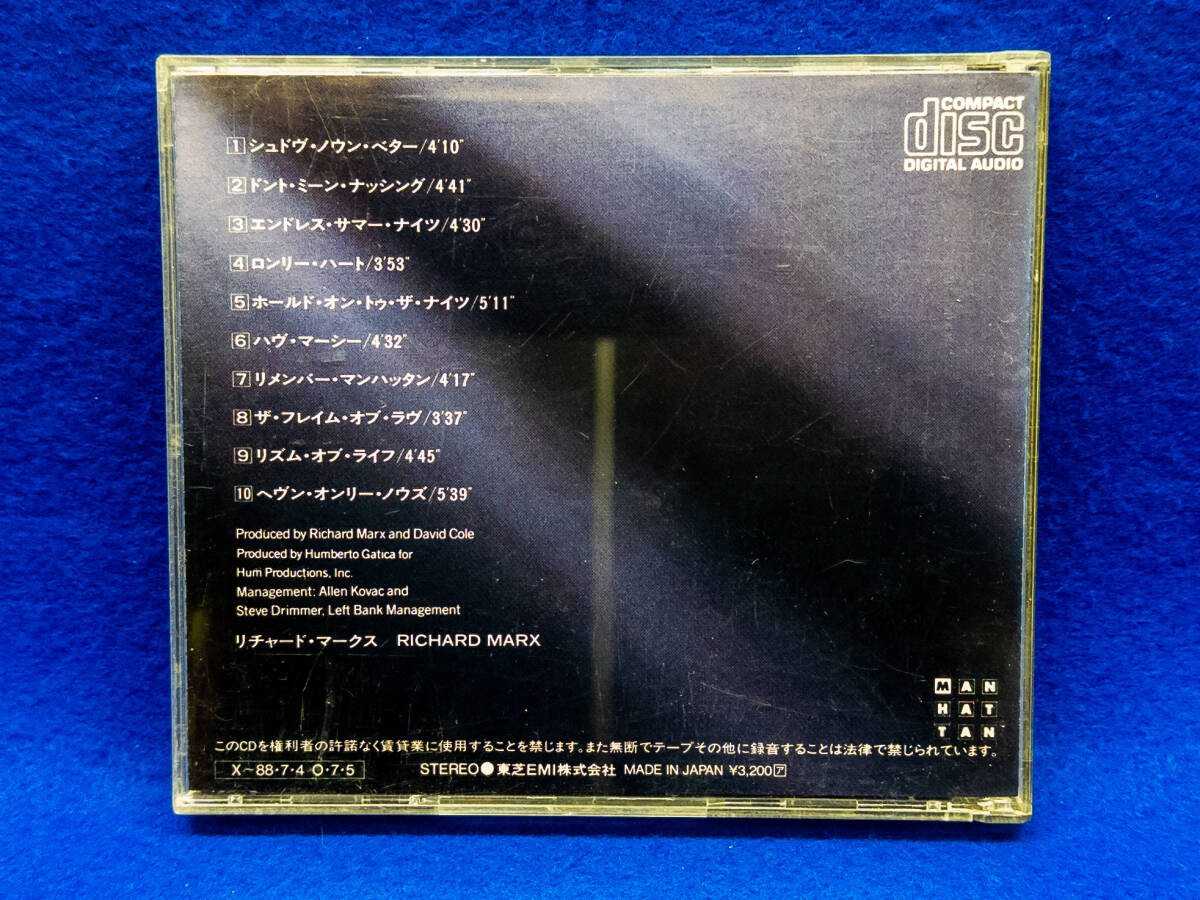 COMPACT
disc
DIGITAL AUDIO
1 シュドヴ・ノウン・ベター/4'10"
2 ドント・ミーン・ナッシング/4'41"
3 エンドレス・サマー・ナイツ/4'30"
4 ロンリー・ハート/3'53"
5 ホールド・オン・トゥ・ザ・ナイツ/5'11"
6 ハヴ・マーシー/4'32"
7 リメンバー・マンハッタン/4'17"
8 ザ・フレイム・オブ・ラヴ/3'37"
9 リズム・オブ・ライフ/4'45"
10 ヘヴン・オンリー・ノウズ/5'39"
Produced by Richard Marx and David Cole
Produced by Humberto Gatica for
Hum Productions, Inc.
Management: Allen Kovac and
Steve Drimmer, Left Bank Management
リチャード・マークス/ RICHARD MARX
MAN
HAT
TAN
このCDを権利者の許諾なく賃貸業に使用することを禁じます。また無断でテープその他に録音することは法律で禁じられています。
X～88・7・4 O・7・5 STEREO●東芝EMI株式会社 MADE IN JAPAN ¥3,200ア